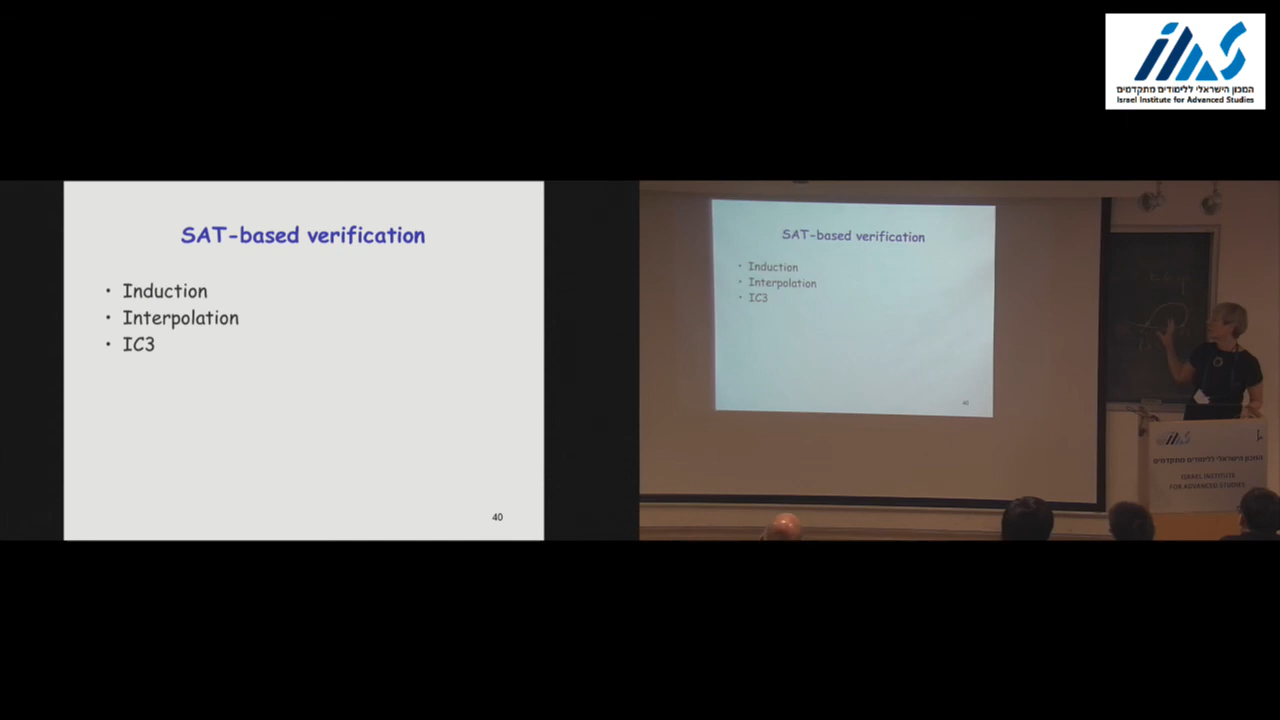 המכון הישראלי ללימודים מתקדמים
Israel Institute for Advanced Studies
SAT-based verification
• Induction
• Interpolation
• IC3
40
SAT-based verification
• Induction
• Interpolation
• IC3
40
המכון הישראלי ללימודים מתקדמים
ISRAEL INSTITUTE
FOR ADVANCED STUDIES